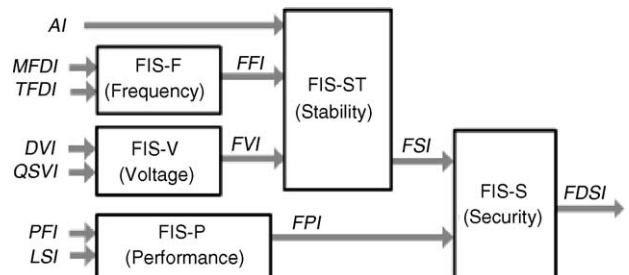 AI
MFDI
TFDI
FIS-F
(Frequency)
FFI
DVI
QSVI
FIS-V
(Voltage)
FVI
FIS-ST
(Stability)
FSI
PFI
LSI
FIS-P
(Performance)
FPI
FIS-S
(Security)
FDSI